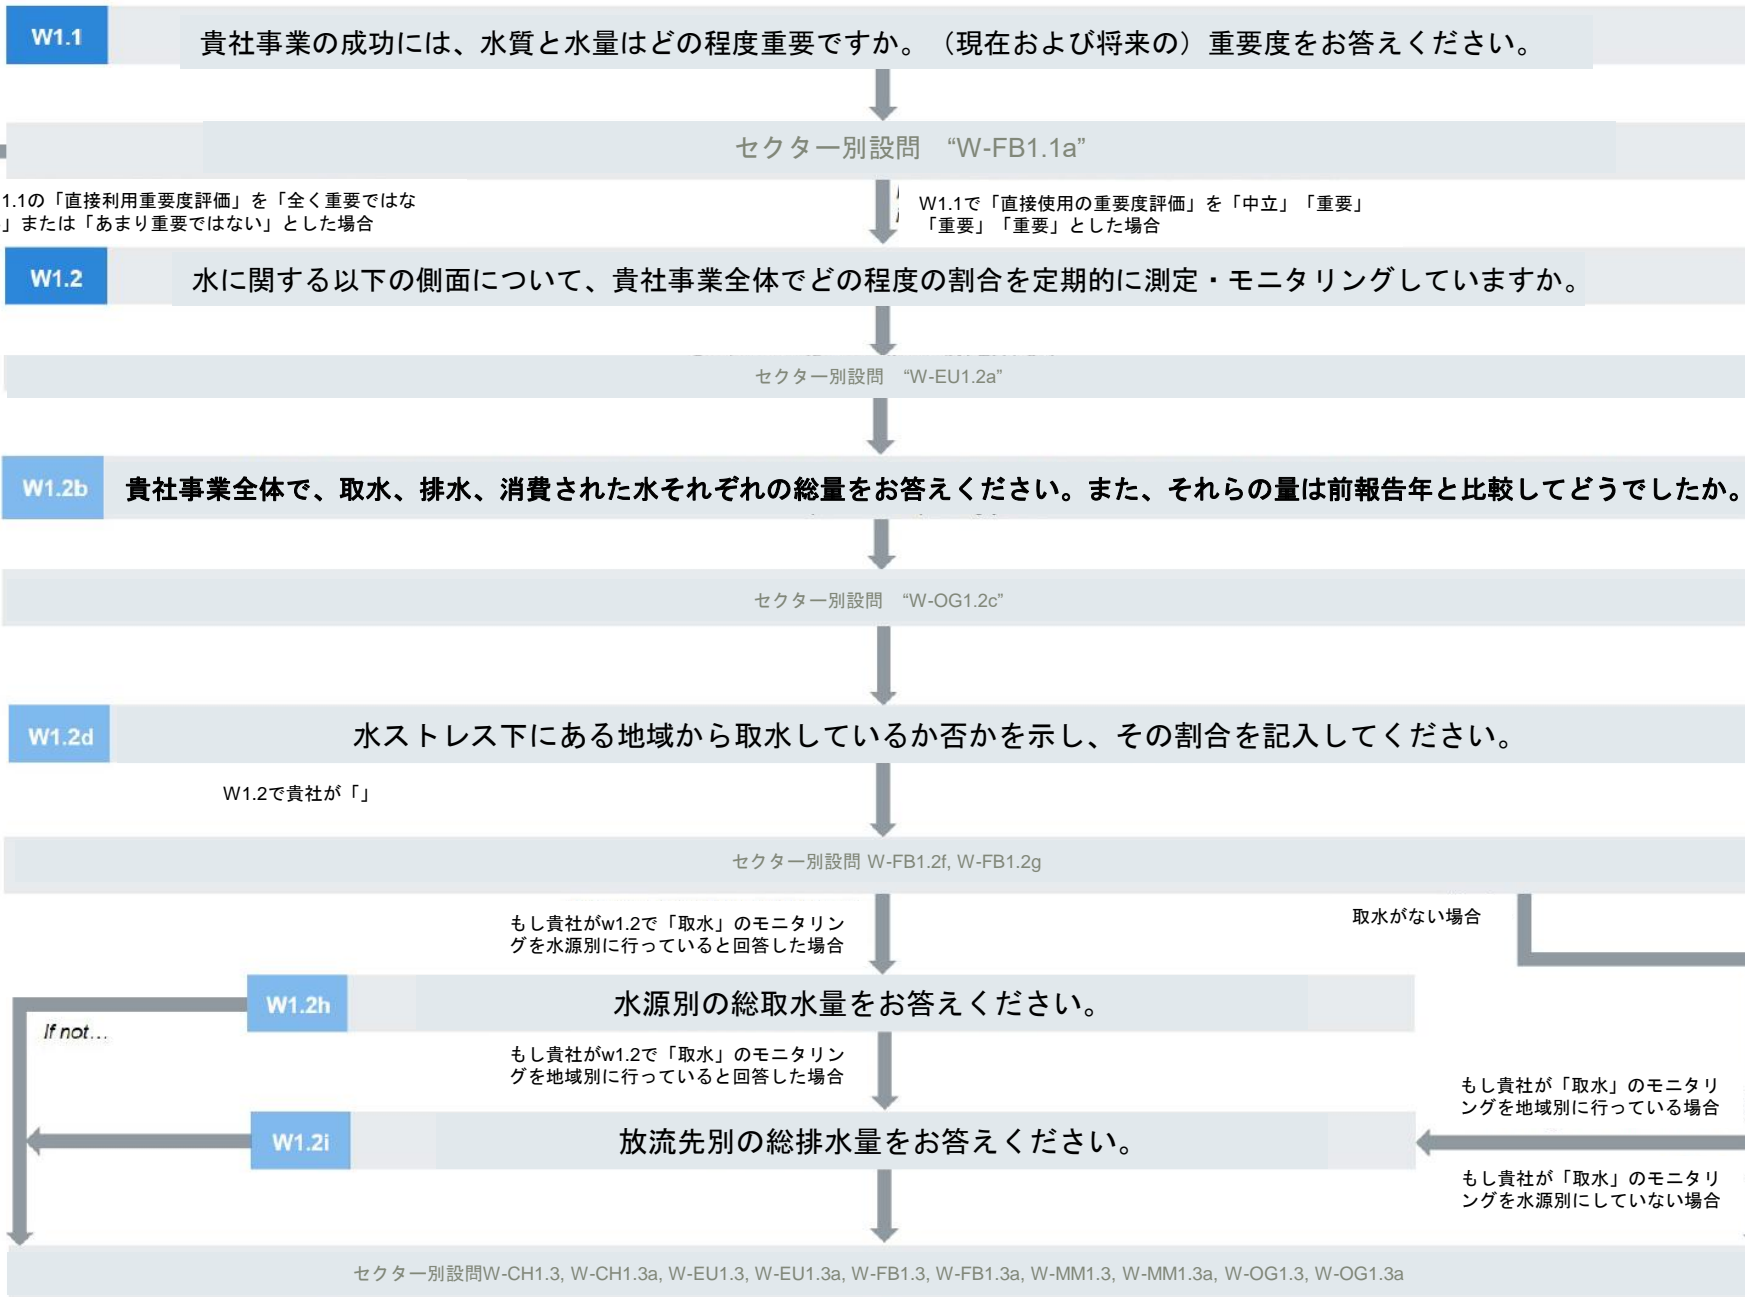 W1.1
貴社事業の成功には、水質と水量はどの程度重要ですか。（現在および将来の）重要度をお答えください。
セクター別設問 “W-FB1.1a”
1.1の「直接利用重要度評価」を「全く重要ではな
」または「あまり重要ではない」とした場合
W1.1で「直接使用の重要度評価」を「中立」「重要」
「重要」「重要」とした場合
W1.2
水に関する以下の側面について、貴社事業全体でどの程度の割合を定期的に測定・モニタリングしていますか。
セクター別設問 “W-EU1.2a”
W1.2b
貴社事業全体で、取水、排水、消費された水それぞれの総量をお答えください。また、それらの量は前報告年と比較してどうでしたか。
セクター別設問 “W-OG1.2c”
W1.2d
水ストレス下にある地域から取水しているか否かを示し、その割合を記入してください。
W1.2で貴社が「」
セクター別設問 W-FB1.2f, W-FB1.2g
もし貴社がw1.2で「取水」のモニタリン
グを水源別に行っていると回答した場合
取水がない場合
W1.2h
水源別の総取水量をお答えください。
If not...
もし貴社がw1.2で「取水」のモニタリン
グを地域別に行っていると回答した場合
もし貴社が「取水」のモニタリ
ングを地域別に行っている場合
W1.2i
放流先別の総排水量をお答えください。
もし貴社が「取水」のモニタリ
ングを水源別にしていない場合
セクター別設問W-CH1.3, W-CH1.3a, W-EU1.3, W-EU1.3a, W-FB1.3, W-FB1.3a, W-MM1.3, W-MM1.3a, W-OG1.3, W-OG1.3a